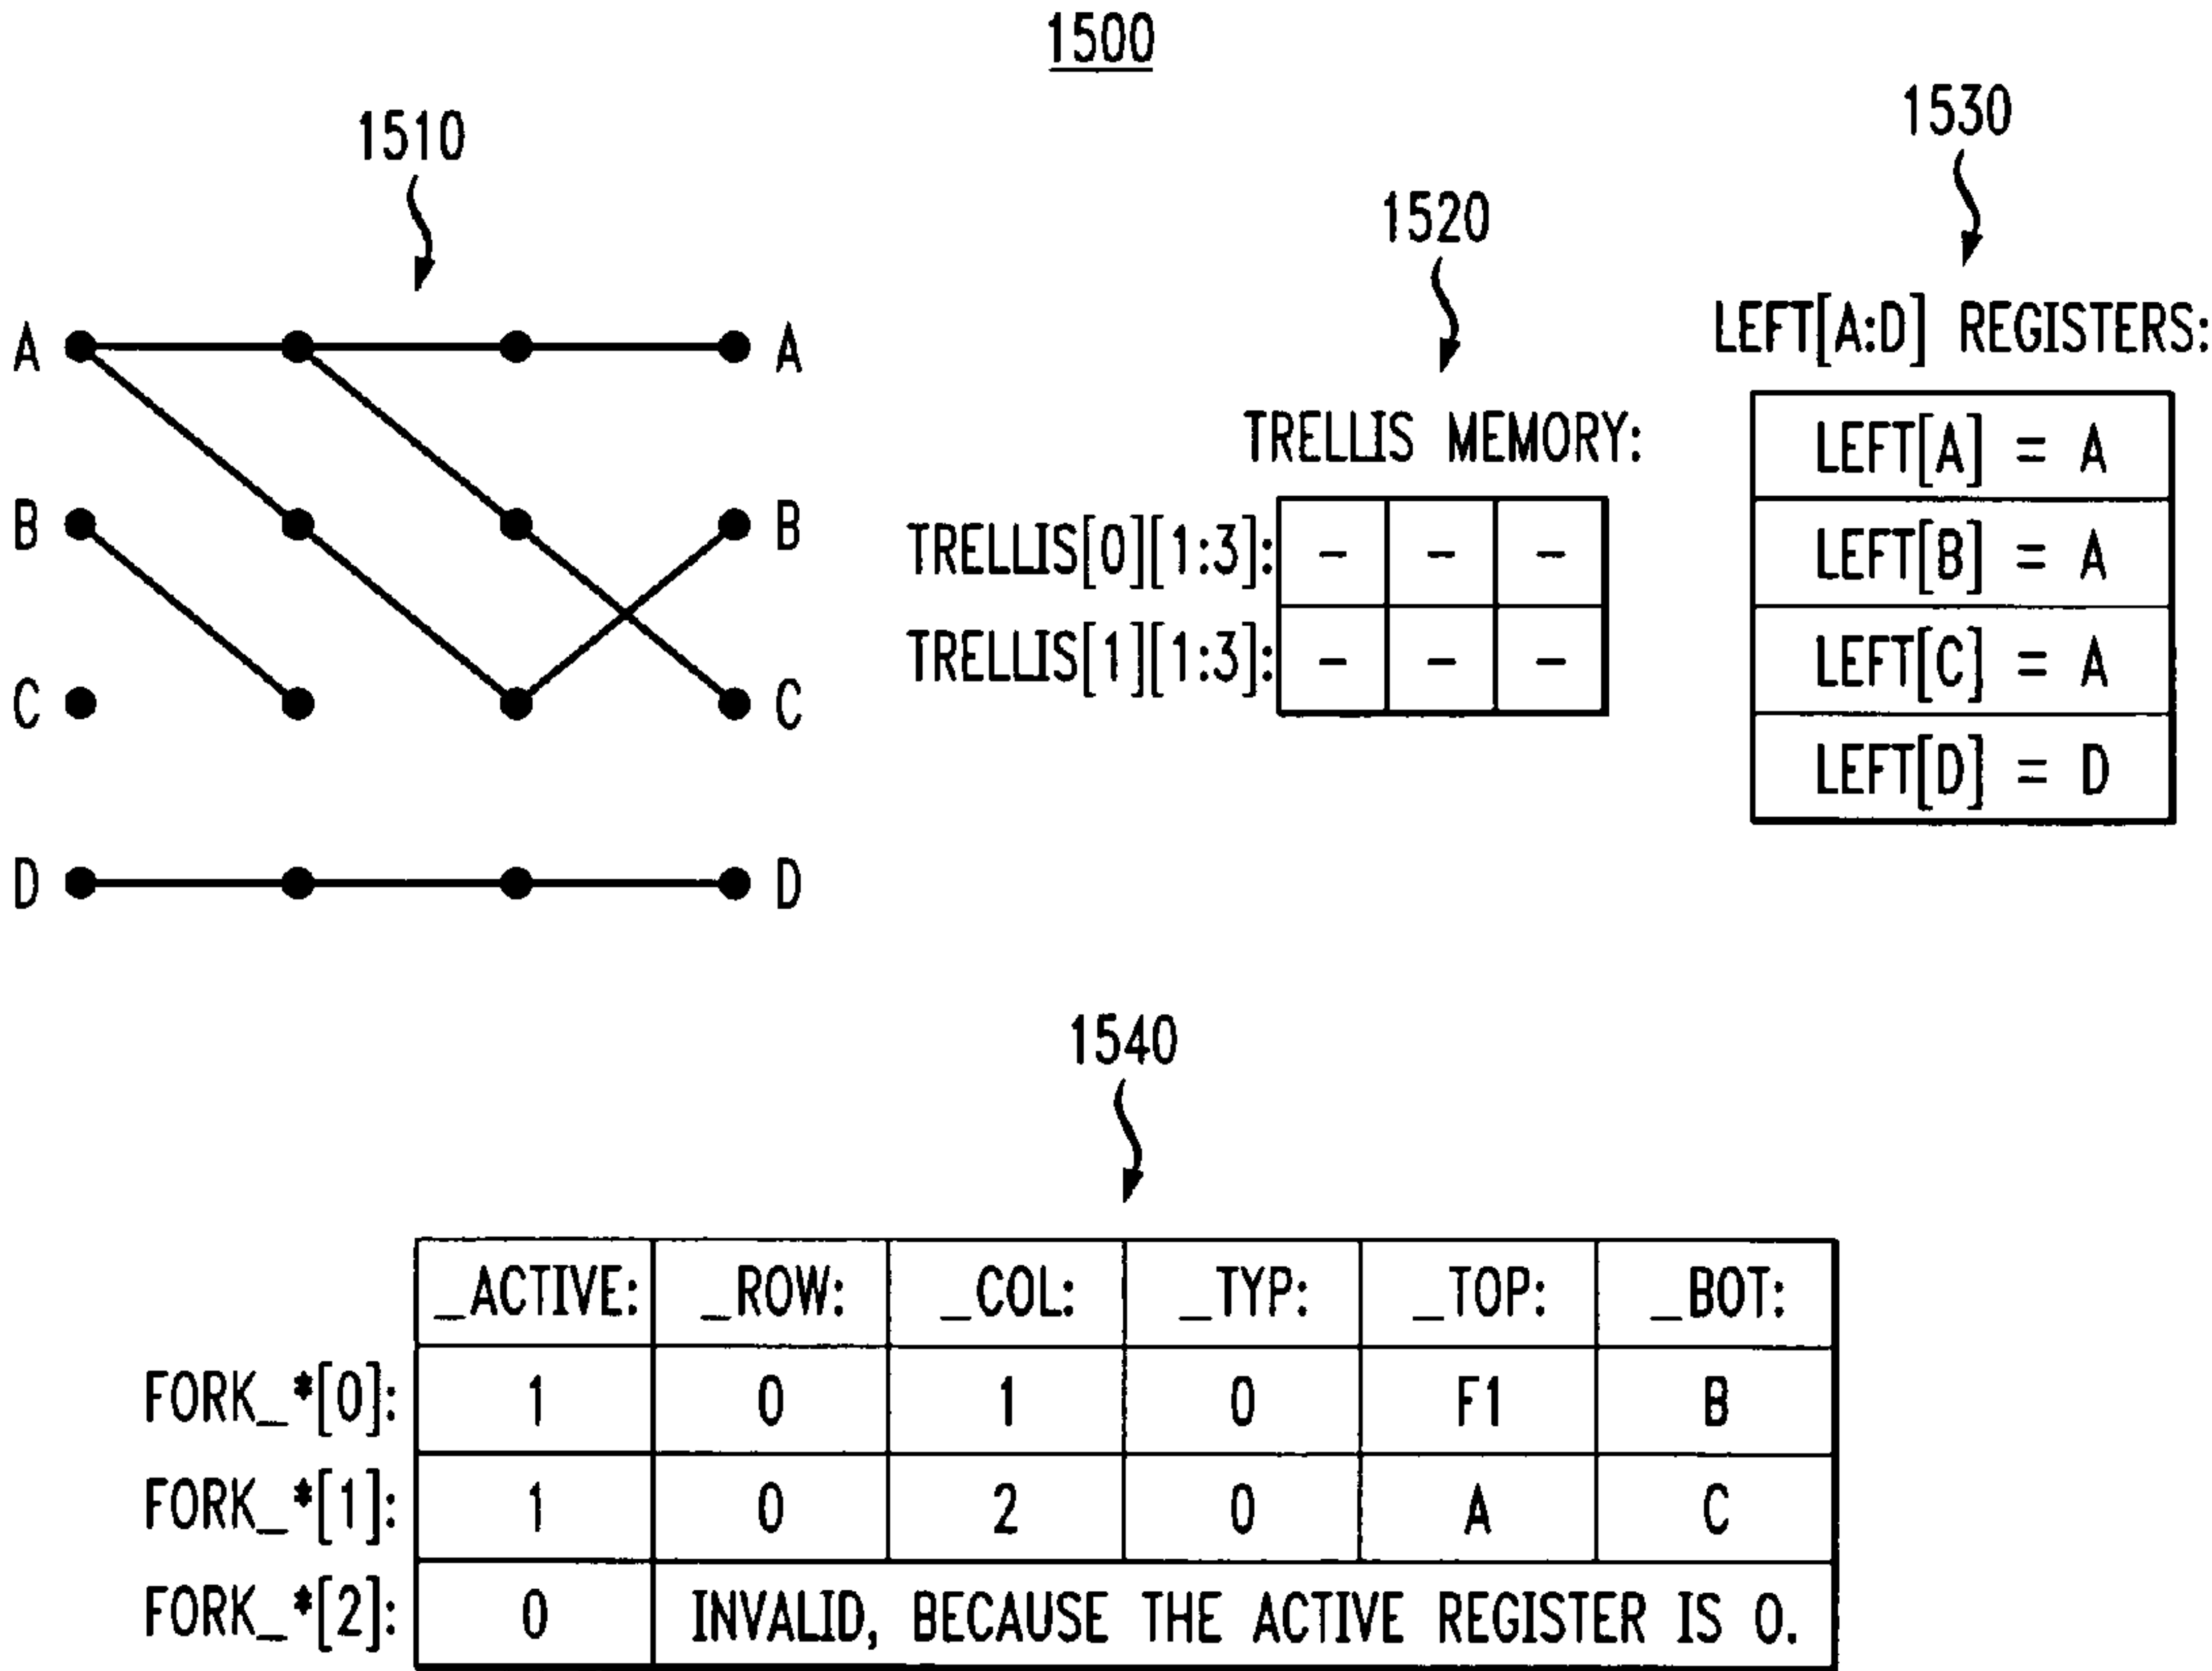 1500
1510
1520
1530
A
A
B
B
C
C
D
D
TRELLIS MEMORY:
TRELLIS[0][1:3]: – – –
TRELLIS[1][1:3]: – – –
LEFT[A:D] REGISTERS:
LEFT[A] = A
LEFT[B] = A
LEFT[C] = A
LEFT[D] = D
1540
_ACTIVE: _ROW: _COL: _TYP: _TOP: _BOT:
FORK_*[0]: 1 0 1 0 F1 B
FORK_*[1]: 1 0 2 0 A C
FORK_*[2]: 0 INVALID, BECAUSE THE ACTIVE REGISTER IS 0.